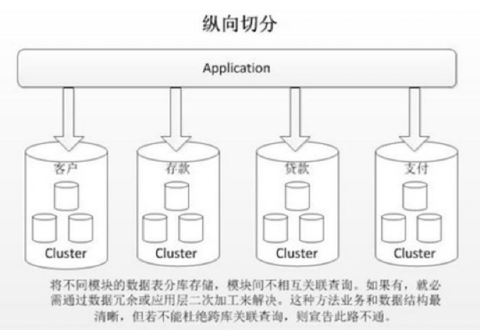 纵向切分
Application
客户 存款 贷款 支付
Cluster Cluster Cluster Cluster
将不同模块的数据表分库存储，模块间不相互关联查询。如果有，就必
需通过数据冗余或应用层二次加工来解决。这种方法业务和数据结构最
清晰，但若不能杜绝跨库关联查询，则宣告此路不通。